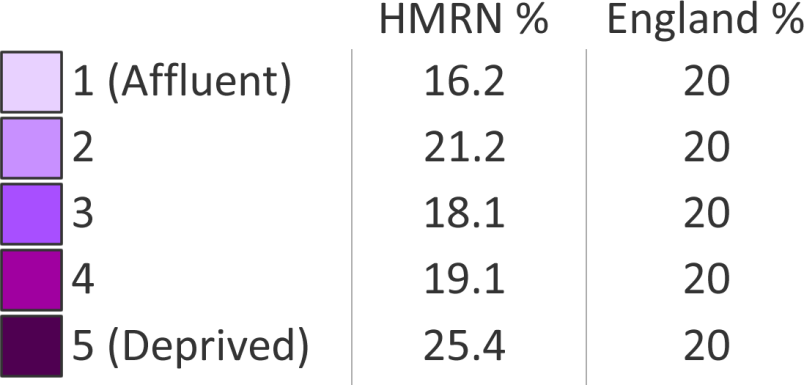 HMRN % England %
1 (Affluent) 16.2 20
2 21.2 20
3 18.1 20
4 19.1 20
5 (Deprived) 25.4 20